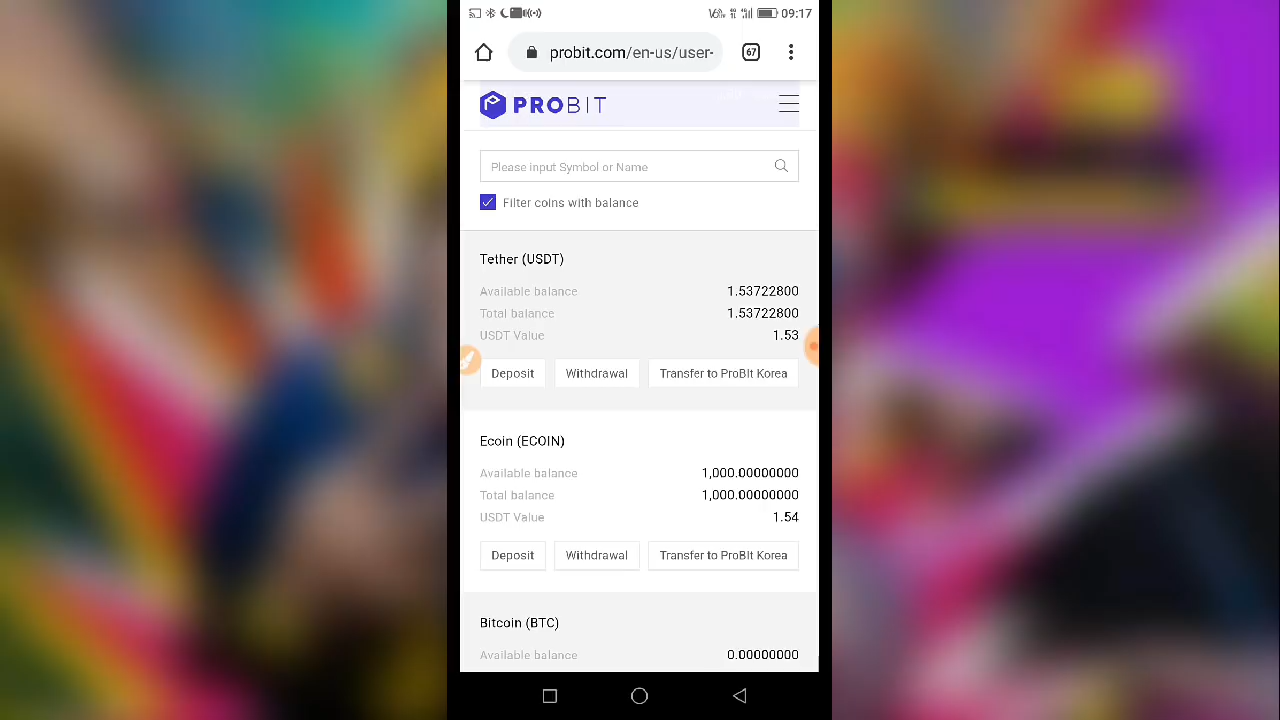 09:17
probit.com/en-us/user-
67
PROBIT
Please input Symbol or Name
Filter coins with balance
Tether (USDT)
Available balance 1.53722800
Total balance 1.53722800
USDT Value 1.53
Deposit Withdrawal Transfer to ProBIt Korea
Ecoin (ECOIN)
Available balance 1,000.00000000
Total balance 1,000.00000000
USDT Value 1.54
Deposit Withdrawal Transfer to ProBIt Korea
Bitcoin (BTC)
Available balance 0.00000000